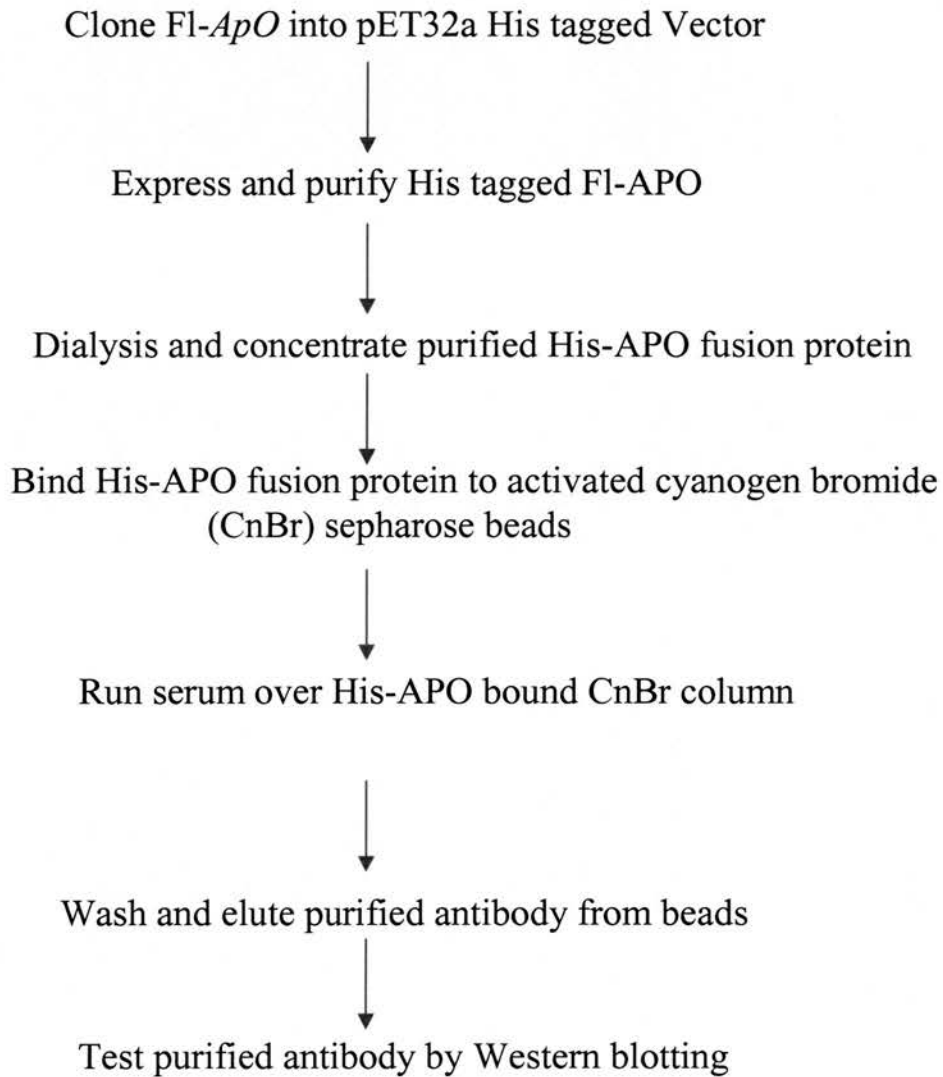 Clone Fl-ApO into pET32a His tagged Vector
Express and purify His tagged Fl-APO
Dialysis and concentrate purified His-APO fusion protein
Bind His-APO fusion protein to activated cyanogen bromide
(CnBr) sepharose beads
Run serum over His-APO bound CnBr column
Wash and elute purified antibody from beads
Test purified antibody by Western blotting